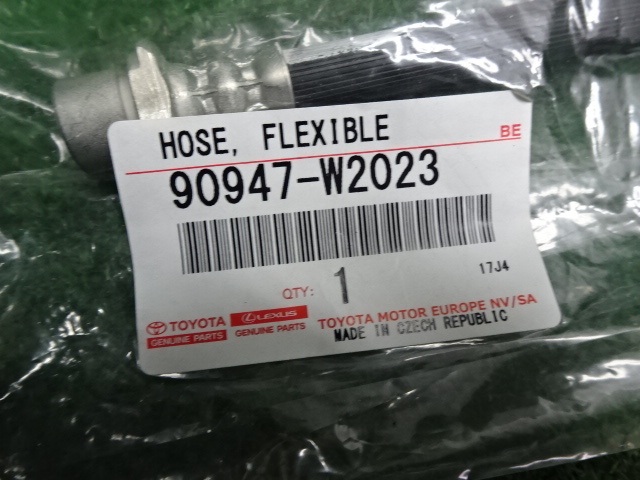 HOSE, FLEXIBLE
BE
90947-W2023
QTY: 1
17J4
TOYOTA
GENUINE PARTS
LEXUS
GENUINE PARTS
TOYOTA MOTOR EUROPE NV/SA
MADE IN CZECH REPUBLIC